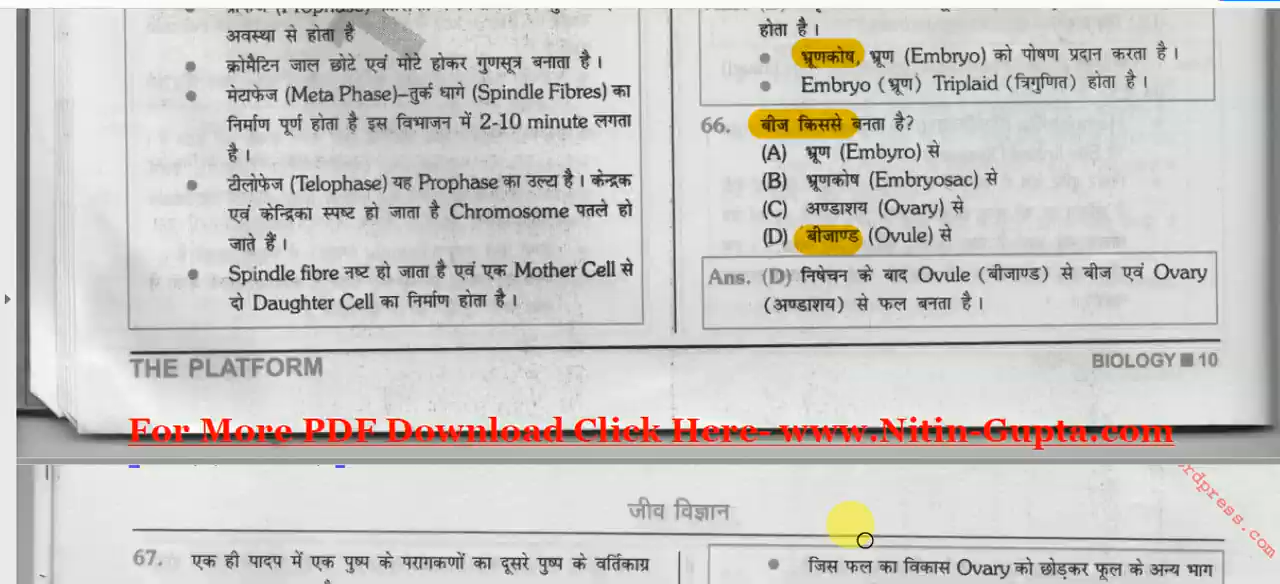 अवस्था से होता है
क्रोमैटिन जाल छोटे एवं मोटे होकर गुणसूत्र बनाता है।
मेटाफेज (Meta Phase)–तुर्क धागे (Spindle Fibres) का
निर्माण पूर्ण होता है इस विभाजन में 2-10 minute लगता
है।
टीलोफेज (Telophase) यह Prophase का उल्टा है। केन्द्रक
एवं केन्द्रिका स्पष्ट हो जाता है Chromosome पतले हो
जाते हैं।
Spindle fibre नष्ट हो जाता है एवं एक Mother Cell से
दो Daughter Cell का निर्माण होता है।
होता है।
भ्रूणकोष, भ्रूण (Embryo) को पोषण प्रदान करता है।
Embryo (भ्रूण) Triplaid (त्रिगुणित) होता है।
66. बीज किससे बनता है?
(A) भ्रूण (Embyro) से
(B) भ्रूणकोष (Embryosac) से
(C) अण्डाशय (Ovary) से
(D) बीजाण्ड (Ovule) से
Ans. (D) निषेचन के बाद Ovule (बीजाण्ड) से बीज एवं Ovary
(अण्डाशय) से फल बनता है।
THE PLATFORM
BIOLOGY ■ 10
For More PDF Download Click Here- www.Nitin-Gupta.com
rdpress.com
जीव विज्ञान
67. एक ही पादप में एक पुष्प के परागकणों का दूसरे पुष्प के वर्तिकाग्र
जिस फल का विकास Ovary को छोड़कर फूल के अन्य भाग